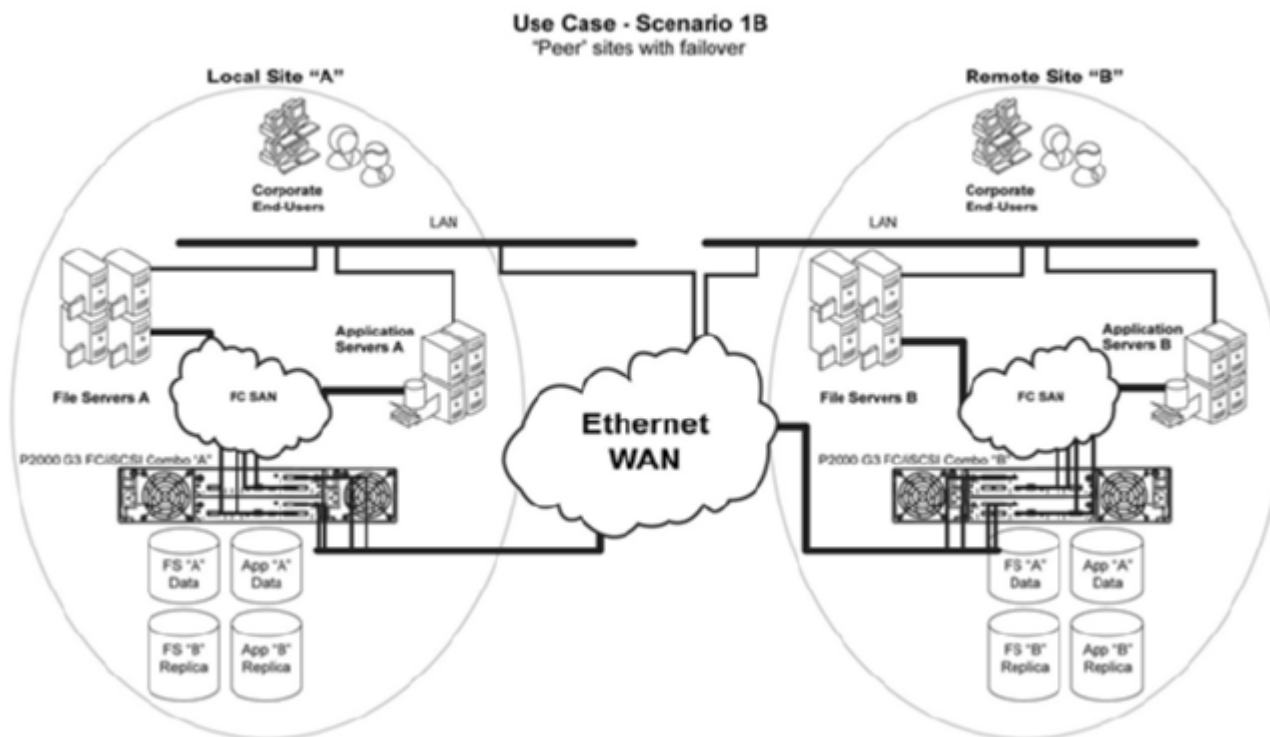 Use Case - Scenario 1B
"Peer" sites with failover
Local Site "A"
Remote Site "B"
Corporate
End-Users
Corporate
End-Users
LAN
LAN
Application
Servers A
Application
Servers B
File Servers A
FC SAN
File Servers B
FC SAN
Ethernet
WAN
P2000 G3 FC/iSCSI Combo "A"
P2000 G3 FC/iSCSI Combo "B"
FS "A"
Data
App "A"
Data
FS "A"
Data
App "A"
Data
FS "B"
Replica
App "B"
Replica
FS "B"
Replica
App "B"
Replica